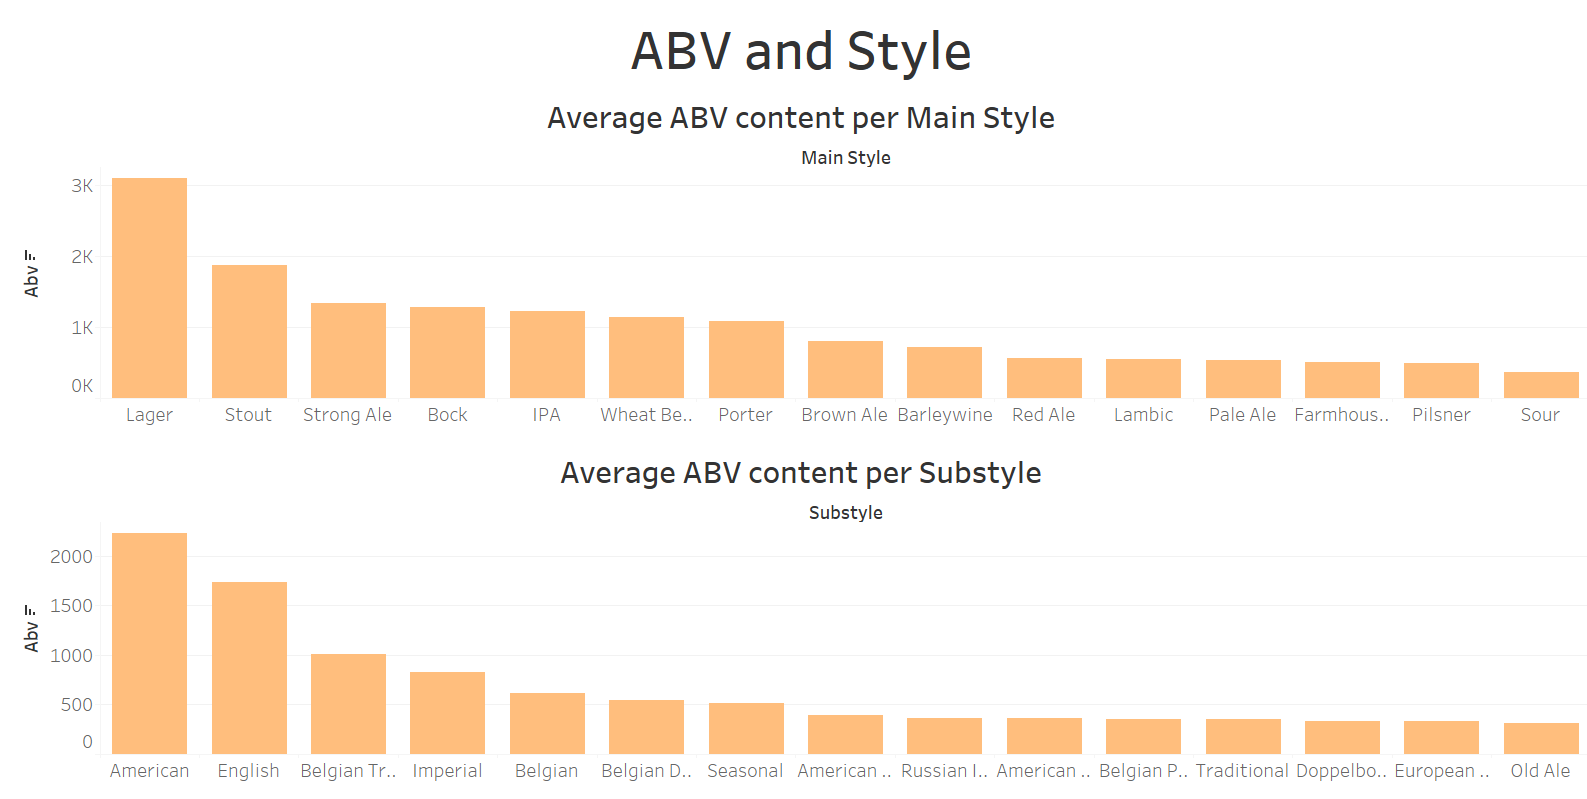 ABV and Style
Average ABV content per Main Style
Main Style
Abv
3K
2K
1K
0K
Lager Stout Strong Ale Bock IPA Wheat Be.. Porter Brown Ale Barleywine Red Ale Lambic Pale Ale Farmhous.. Pilsner Sour
Average ABV content per Substyle
Substyle
Abv
2000
1500
1000
500
0
American English Belgian Tr.. Imperial Belgian Belgian D.. Seasonal American .. Russian I.. American .. Belgian P.. Traditional Doppelbo.. European .. Old Ale